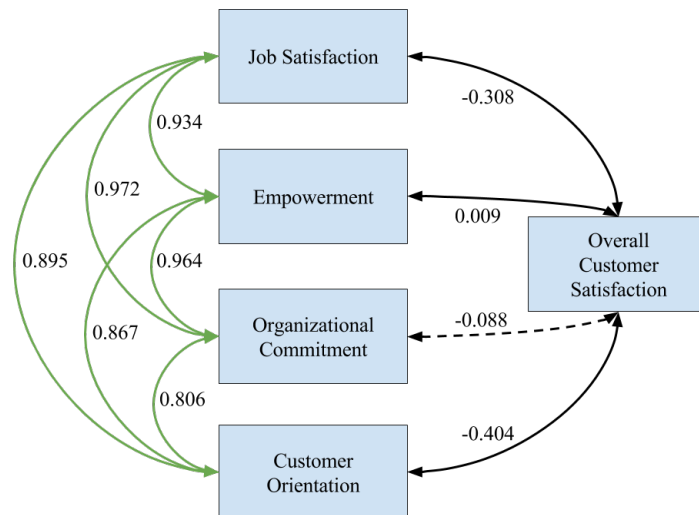 Job Satisfaction
-0.308
0.934
Empowerment
0.972
0.009
Overall
Customer
Satisfaction
0.895
0.964
Organizational
Commitment
-0.088
0.867
0.806
-0.404
Customer
Orientation